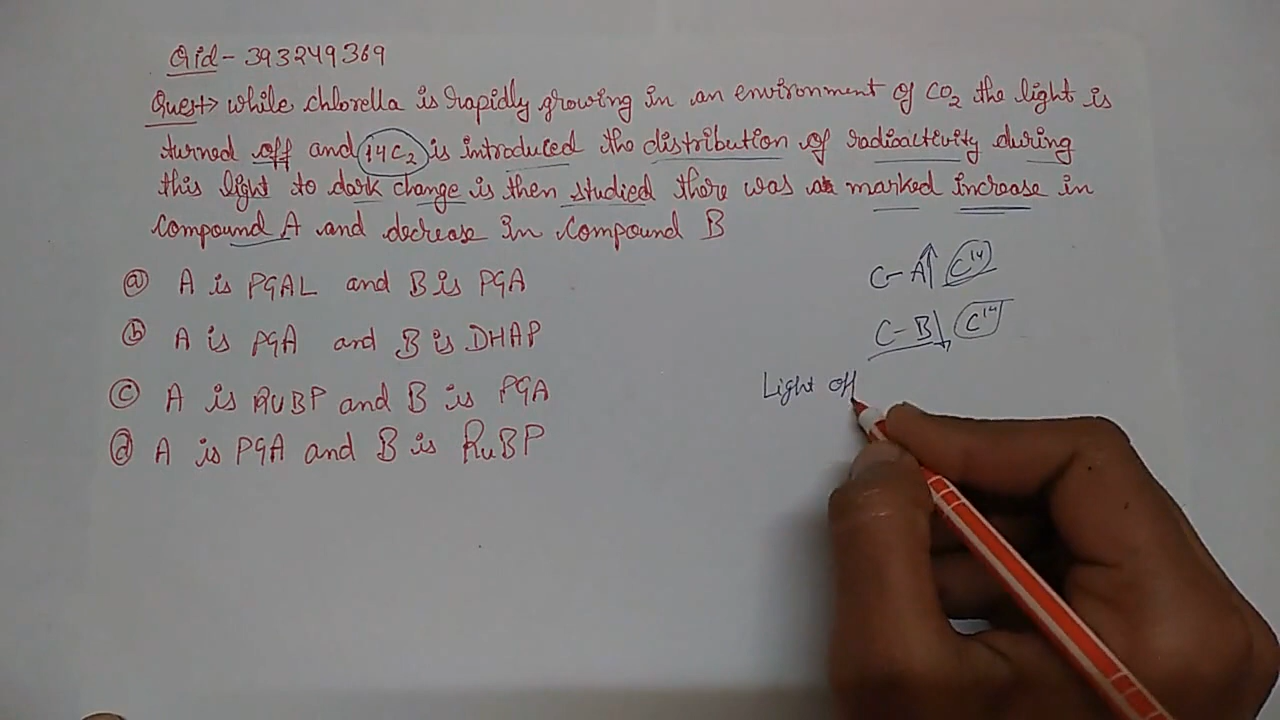 Qid - 393249369
Quest> while chlorella is rapidly growing in an environment of CO2 the light is
turned off and 14C2 is introduced the distribution of radioactivity during
this light to dark change is then studied there was a marked increase in
compound A and decrease in compound B
(a) A is PGAL and B is PGA
(b) A is PGA and B is DHAP
(c) A is RUBP and B is PGA
(d) A is PGA and B is RuBP
C-A↑ C14
C-B↓ C14
Light off